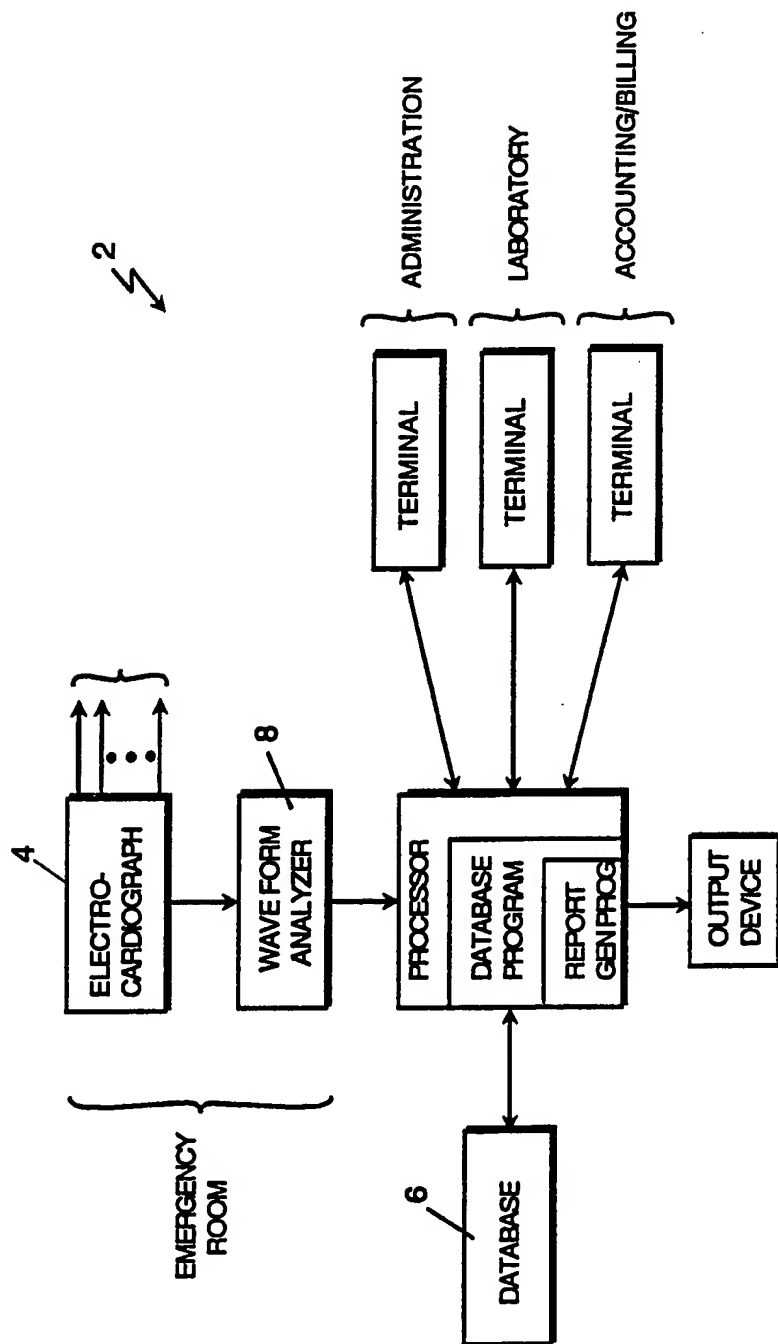 2
4
ELECTRO-
CARDIOGRAPH
EMERGENCY
ROOM
8
WAVE FORM
ANALYZER
PROCESSOR
DATABASE
PROGRAM
REPORT
GEN PROG
6
DATABASE
OUTPUT
DEVICE
TERMINAL
ADMINISTRATION
TERMINAL
LABORATORY
TERMINAL
ACCOUNTING/BILLING